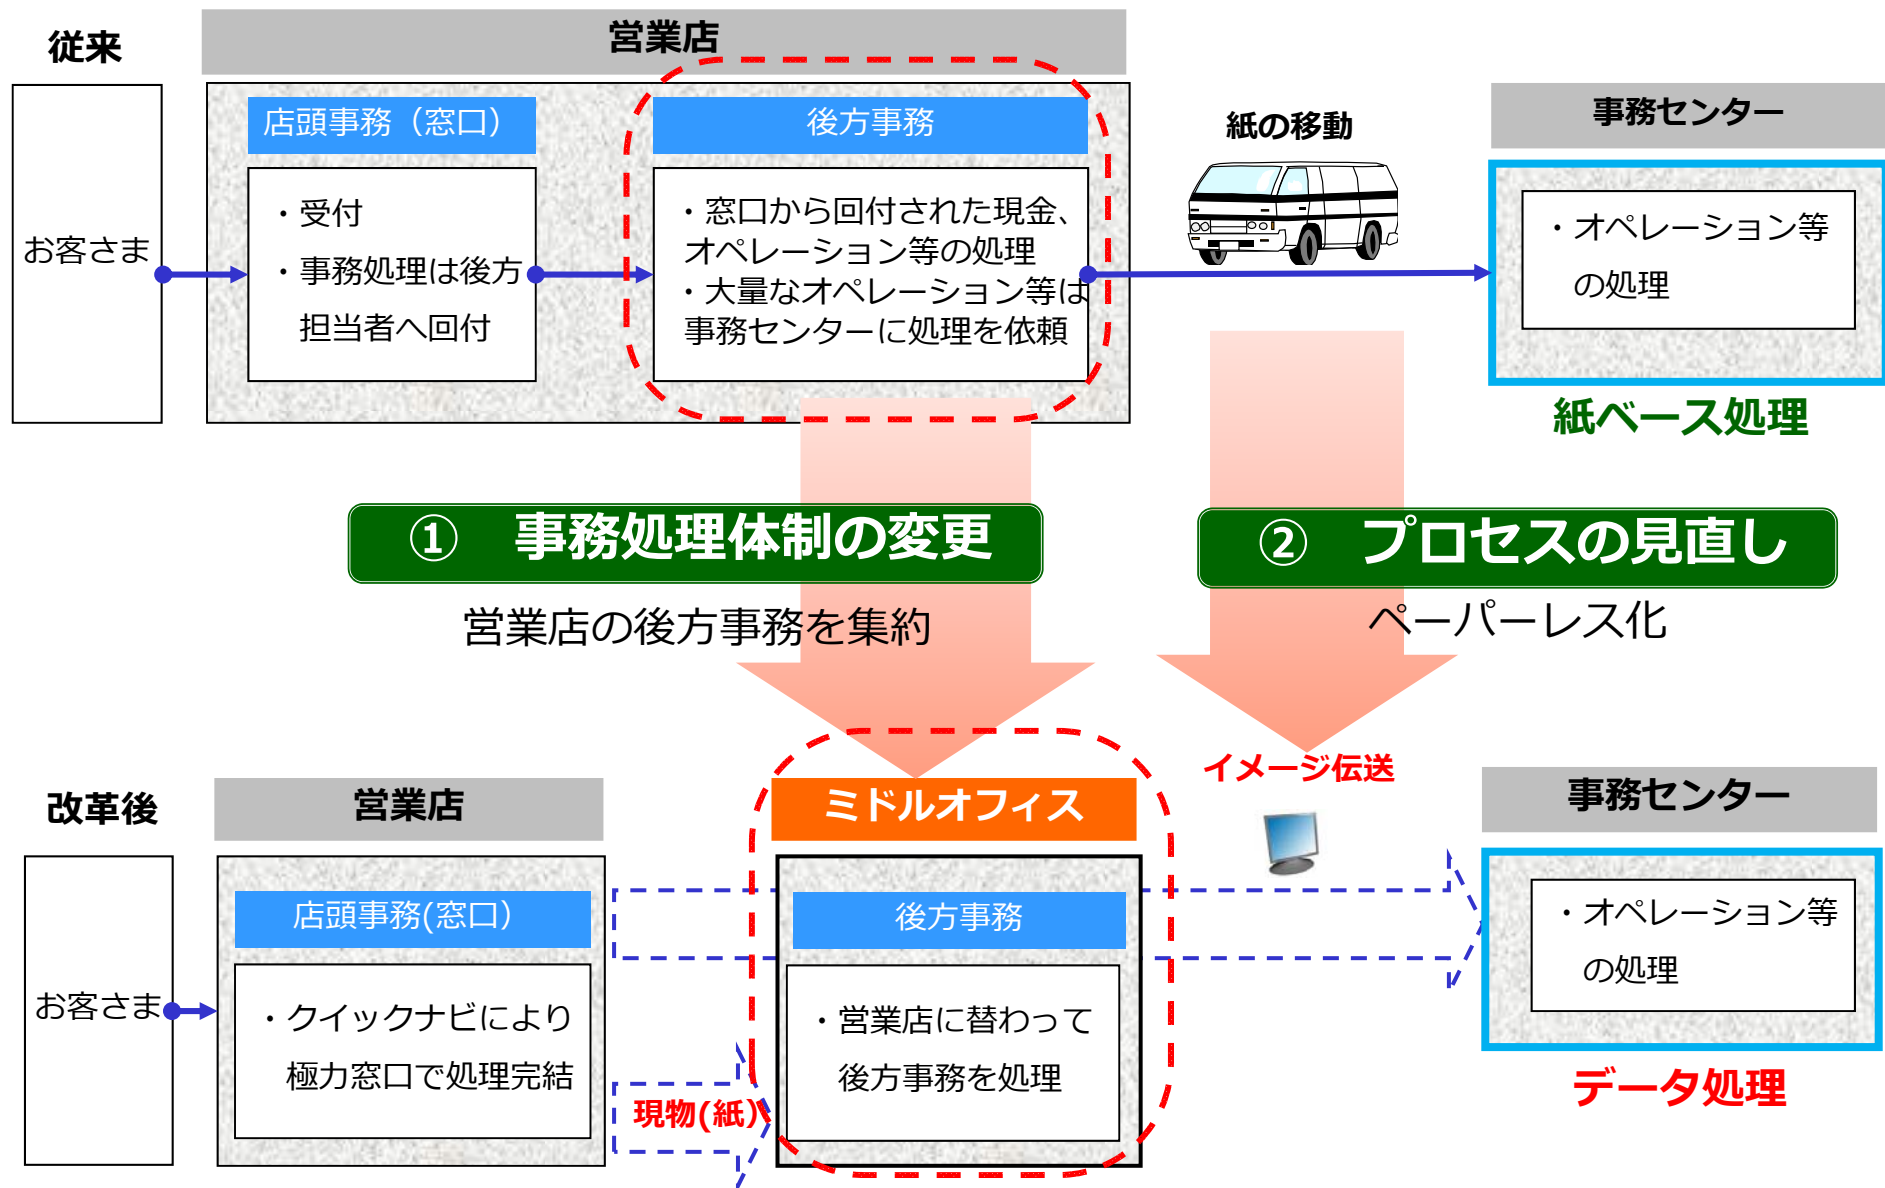 従来
営業店
店頭事務（窓口）
・受付
・事務処理は後方
担当者へ回付
後方事務
・窓口から回付された現金、
オペレーション等の処理
・大量なオペレーション等は
事務センターに処理を依頼
お客さま
紙の移動
事務センター
・オペレーション等
の処理
紙ベース処理
① 事務処理体制の変更
営業店の後方事務を集約
② プロセスの見直し
ペーパーレス化
改革後
お客さま
営業店
店頭事務(窓口）
・クイックナビにより
極力窓口で処理完結
現物(紙）
ミドルオフィス
後方事務
・営業店に替わって
後方事務を処理
イメージ伝送
事務センター
・オペレーション等
の処理
データ処理